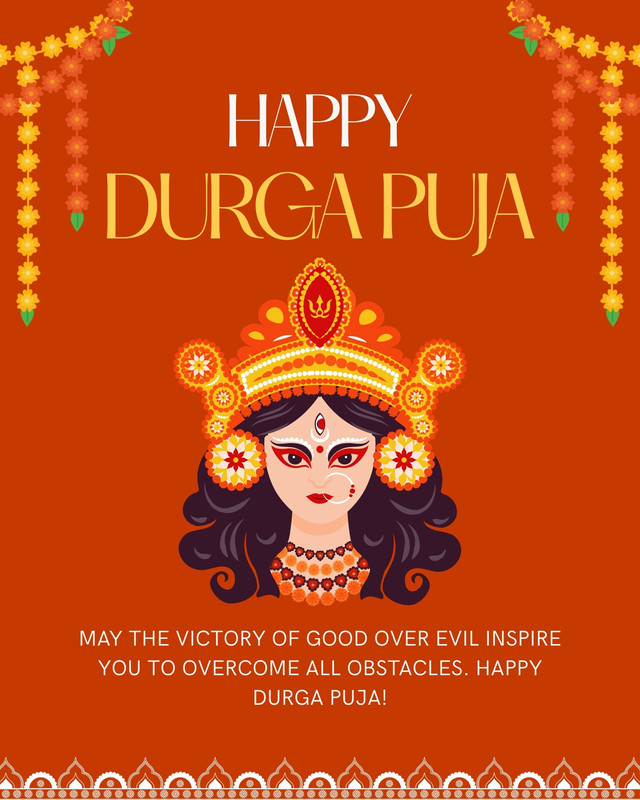 HAPPY
DURGA PUJA
MAY THE VICTORY OF GOOD OVER EVIL INSPIRE
YOU TO OVERCOME ALL OBSTACLES. HAPPY
DURGA PUJA!